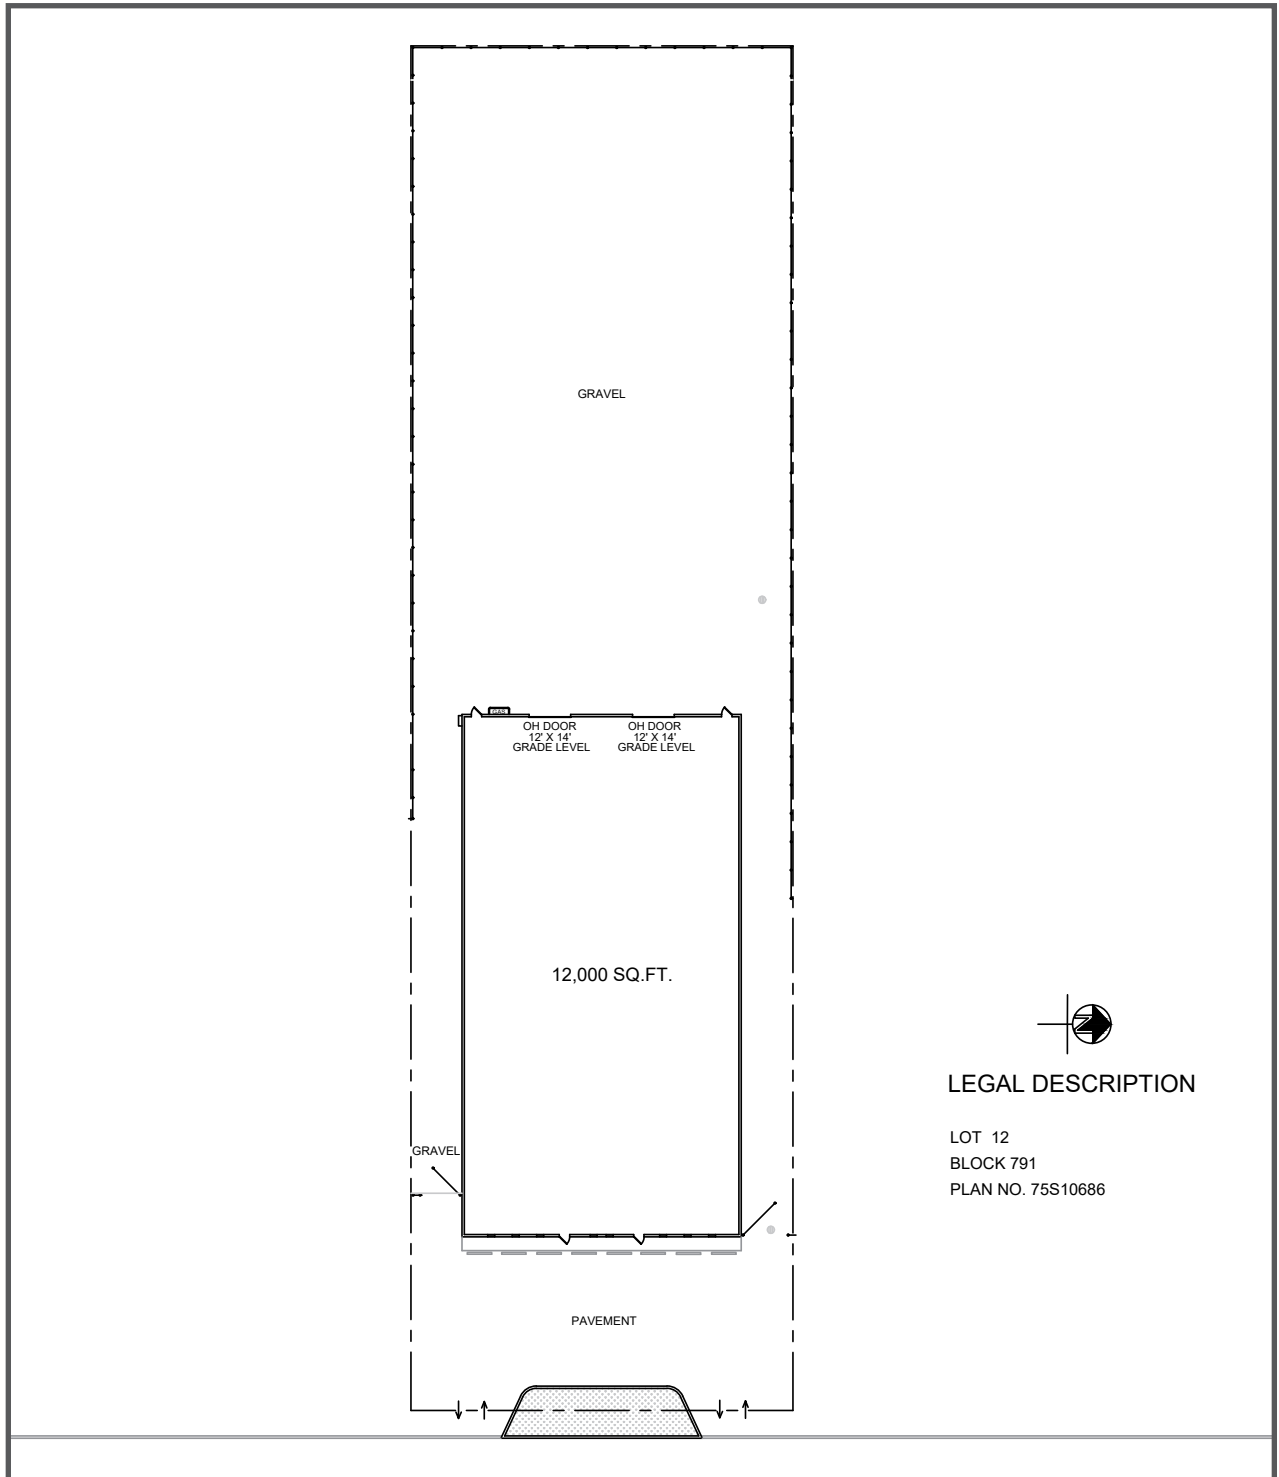 GRAVEL
GAS
OH DOOR
12' X 14'
GRADE LEVEL
OH DOOR
12' X 14'
GRADE LEVEL
12,000 SQ.FT.
N
LEGAL DESCRIPTION
LOT 12
BLOCK 791
PLAN NO. 75S10686
GRAVEL
PAVEMENT